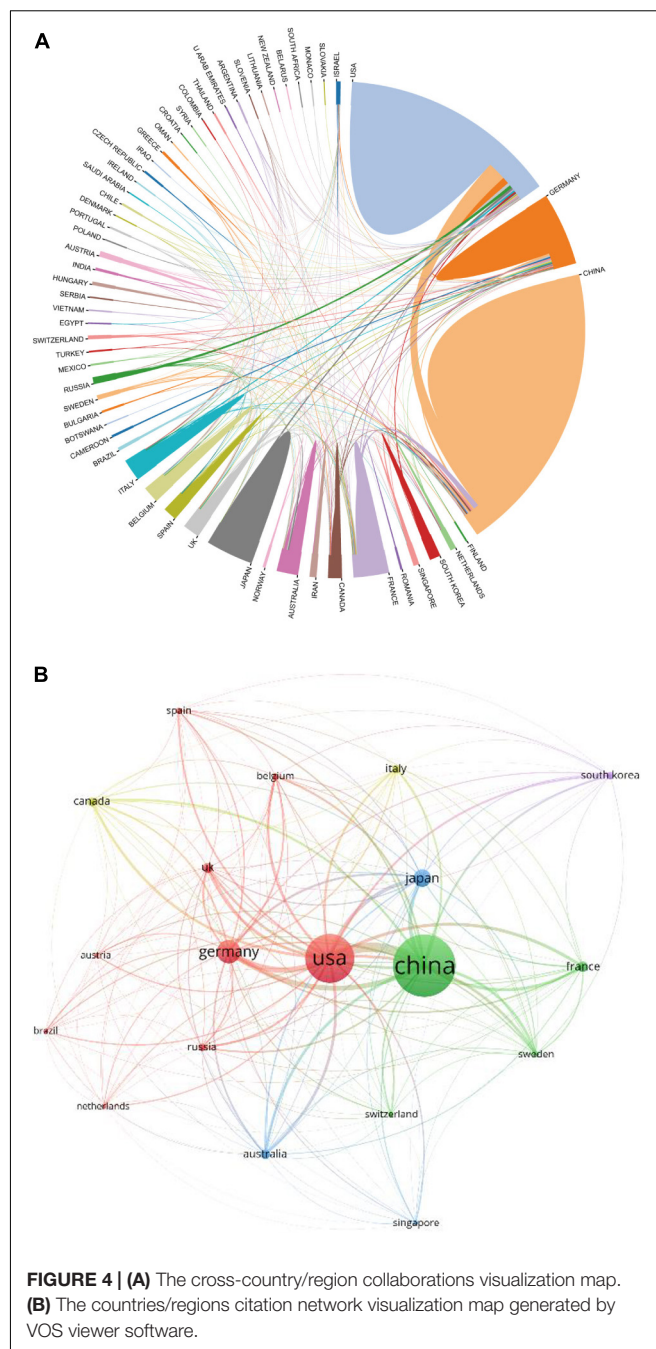 A
ISRAEL
USA
GERMANY
CHINA
FINLAND
NETHERLANDS
SOUTH KOREA
SINGAPORE
ROMANIA
FRANCE
CANADA
IRAN
AUSTRALIA
NORWAY
JAPAN
UK
SPAIN
BELGIUM
ITALY
BRAZIL
CAMEROON
BOTSWANA
BULGARIA
SWEDEN
RUSSIA
MEXICO
TURKEY
SWITZERLAND
EGYPT
VIETNAM
SERBIA
HUNGARY
INDIA
AUSTRIA
POLAND
PORTUGAL
DENMARK
CHILE
SAUDI ARABIA
IRELAND
CZECH REPUBLIC
IRAQ
GREECE
OMAN
CROATIA
SYRIA
COLOMBIA
THAILAND
U ARAB EMIRATES
ARGENTINA
SLOVENIA
LITHUANIA
NEW ZEALAND
BELARUS
SOUTH AFRICA
MONACO
SLOVAKIA
B
spain
belgium
italy
south korea
canada
uk
japan
germany
usa
china
austria
france
brazil
russia
sweden
netherlands
switzerland
australia
singapore
FIGURE 4 | (A) The cross-country/region collaborations visualization map.
(B) The countries/regions citation network visualization map generated by
VOS viewer software.